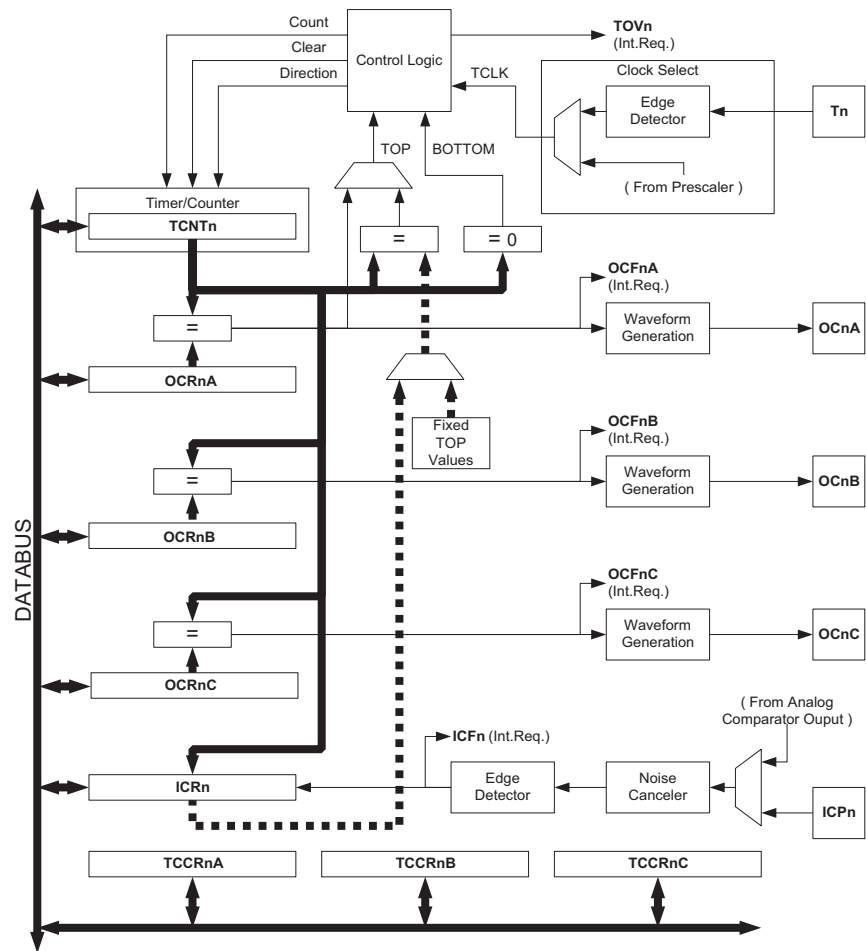 Count
TOVn
(Int.Req.)
Clear
Control Logic
Direction
TCLK
Clock Select
Edge
Detector
Tn
TOP
BOTTOM
( From Prescaler )
Timer/Counter
TCNTn
=
= 0
OCFnA
(Int.Req.)
=
Waveform
Generation
OCnA
OCRnA
Fixed
TOP
Values
OCFnB
(Int.Req.)
=
Waveform
Generation
OCnB
OCRnB
DATABUS
OCFnC
(Int.Req.)
=
Waveform
Generation
OCnC
OCRnC
( From Analog
Comparator Ouput )
ICFn (Int.Req.)
ICRn
Edge
Detector
Noise
Canceler
ICPn
TCCRnA
TCCRnB
TCCRnC